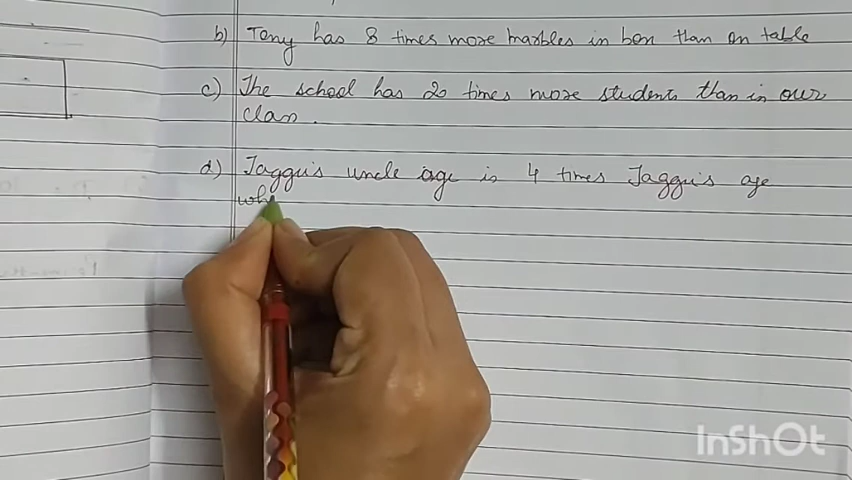 b) Tony has 8 times more marbles in box than on table
c) The school has 20 times more students than in our
class.
d) Jaggu's uncle age is 4 times Jaggu's age
whe
InShOt